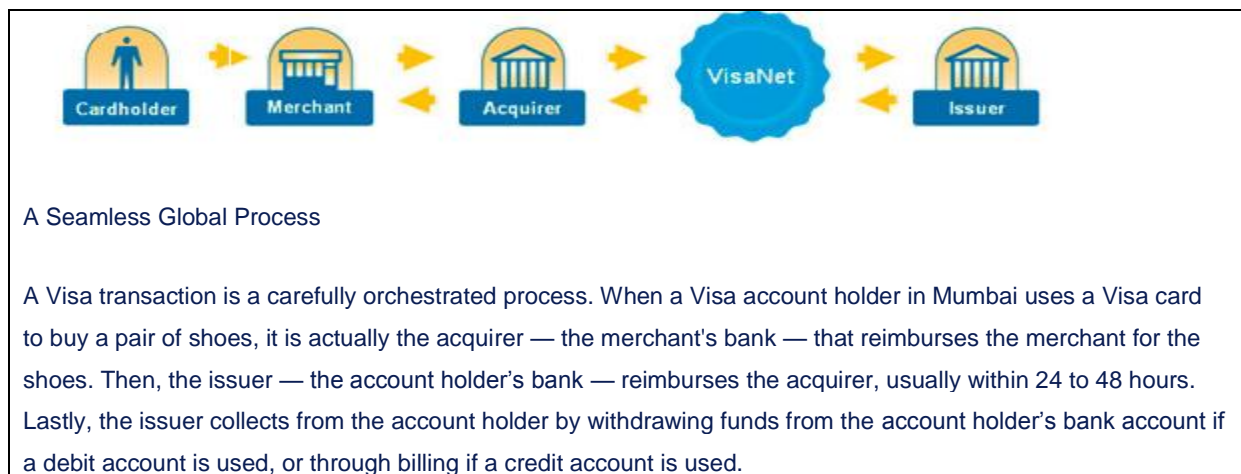 Cardholder Merchant Acquirer VisaNet Issuer
A Seamless Global Process
A Visa transaction is a carefully orchestrated process. When a Visa account holder in Mumbai uses a Visa card
to buy a pair of shoes, it is actually the acquirer — the merchant's bank — that reimburses the merchant for the
shoes. Then, the issuer — the account holder’s bank — reimburses the acquirer, usually within 24 to 48 hours.
Lastly, the issuer collects from the account holder by withdrawing funds from the account holder’s bank account if
a debit account is used, or through billing if a credit account is used.